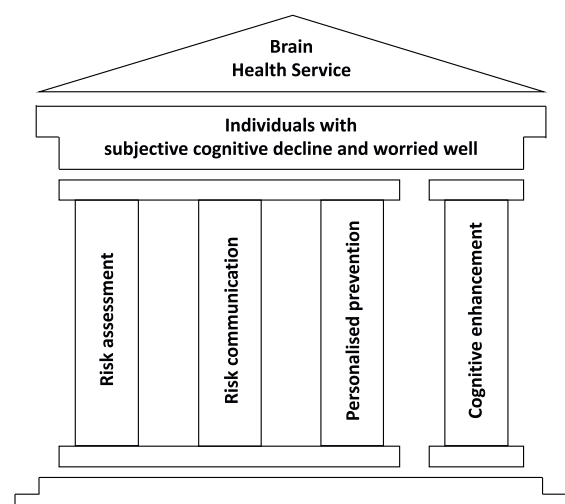 Brain
Health Service
Individuals with
subjective cognitive decline and worried well
Risk assessment
Risk communication
Personalised prevention
Cognitive enhancement